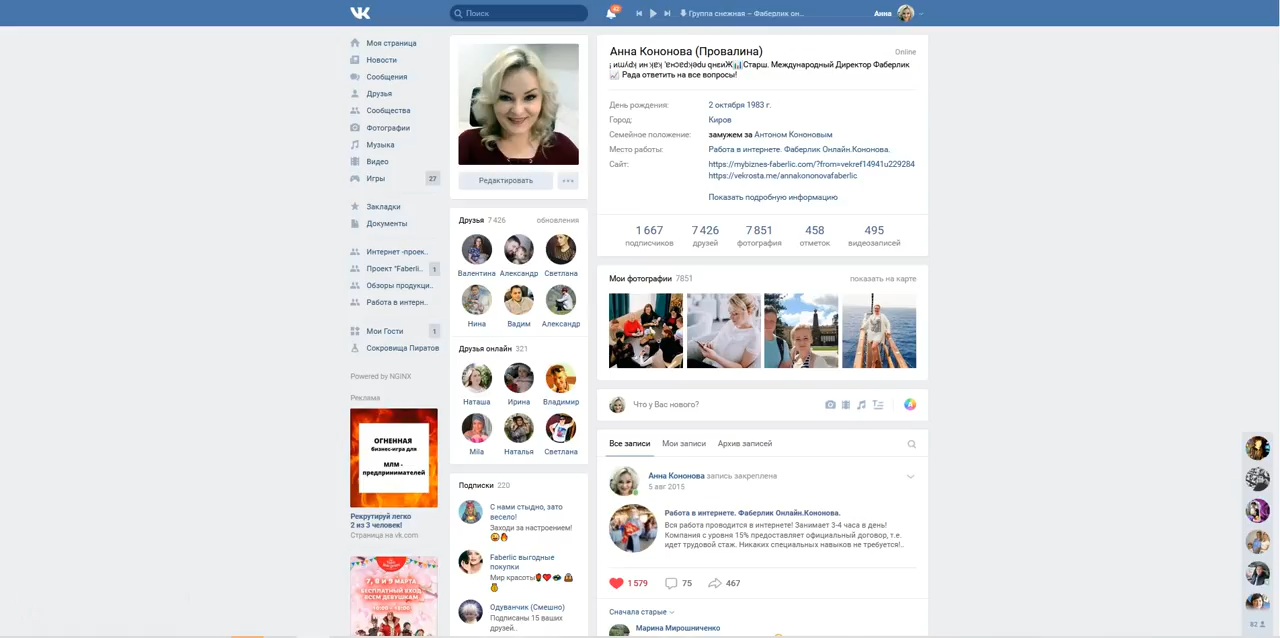 Поиск
42
Группа снежная – Фаберлик он...
Анна
Моя страница
Новости
Сообщения
Друзья
Сообщества
Фотографии
Музыка
Видео
Игры 27
Закладки
Документы
Интернет -проек..
Проект "Faberli.. 1
Обзоры продукци..
Работа в интерн..
Мои Гости 1
Сокровища Пиратов
Powered by NGINX
Реклама
ОГНЕННАЯ
бизнес-игра для
МЛМ -
предпринимателей
Рекрутируй легко
2 из 3 человек!
Страница на vk.com
7, 8 и 9 МАРТА
БЕСПЛАТНЫЙ ВХОД
ВСЕМ ДЕВУШКАМ
Редактировать
Друзья 7 426 обновления
Валентина Александр Светлана
Нина Вадим Александр
Друзья онлайн 321
Наташа Ирина Владимир
Mila Наталья Светлана
Подписки 220
С нами стыдно, зато
весело!
Заходи за настроением!
😄🔥
Faberlic выгодные
покупки
Мир красоты
Одуванчик (Смешно)
Подписаны 15 ваших
друзей..
Анна Кононова (Провалина) Online
Старш. Международный Директор Фаберлик
Рада ответить на все вопросы!
День рождения: 2 октября 1983 г.
Город: Киров
Семейное положение: замужем за Антоном Кононовым
Место работы: Работа в интернете. Фаберлик Онлайн.Кононова.
Сайт: https://mybiznes-faberlic.com/?from=vekref14941u229284
https://vekrosta.me/annakononovafaberlic
Показать подробную информацию
1 667 7 426 7 851 458 495
подписчиков друзей фотография отметок видеозаписей
Мои фотографии 7851 показать на карте
Что у Вас нового?
Все записи Мои записи Архив записей
Анна Кононова запись закреплена
5 авг 2015
Работа в интернете. Фаберлик Онлайн.Кононова.
Вся работа проводится в интернете! Занимает 3-4 часа в день!
Компания с уровня 15% предоставляет официальный договор, т.е.
идет трудовой стаж. Никаких специальных навыков не требуется!..
1 579 75 467
Сначала старые
Марина Мирошниченко
82